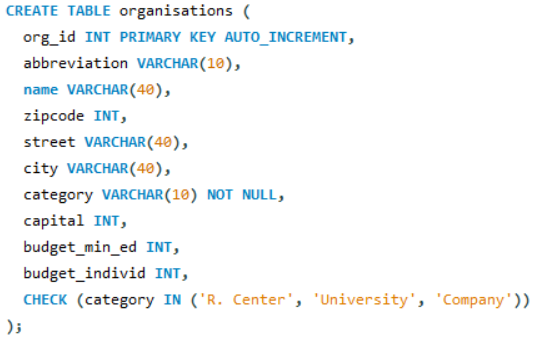 CREATE TABLE organisations (
  org_id INT PRIMARY KEY AUTO_INCREMENT,
  abbreviation VARCHAR(10),
  name VARCHAR(40),
  zipcode INT,
  street VARCHAR(40),
  city VARCHAR(40),
  category VARCHAR(10) NOT NULL,
  capital INT,
  budget_min_ed INT,
  budget_individ INT,
  CHECK (category IN ('R. Center', 'University', 'Company'))
);